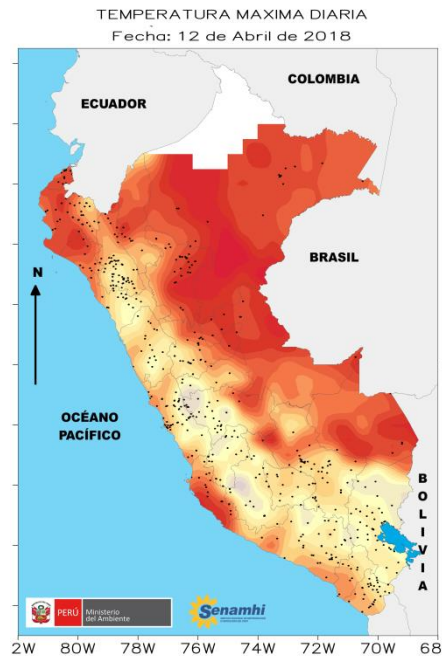 TEMPERATURA MAXIMA DIARIA
Fecha: 12 de Abril de 2018
COLOMBIA
ECUADOR
BRASIL
N
OCÉANO
PACÍFICO
BOLIVIA
PERÚ
Ministerio
del Ambiente
Senamhi
2W 80W 78W 76W 74W 72W 70W 68